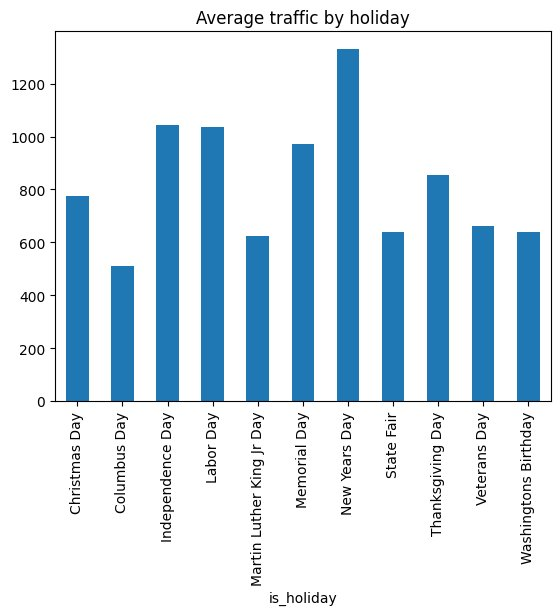 Average traffic by holiday
1200
1000
800
600
400
200
0
Christmas Day
Columbus Day
Independence Day
Labor Day
Martin Luther King Jr Day
Memorial Day
New Years Day
State Fair
Thanksgiving Day
Veterans Day
Washingtons Birthday
is_holiday